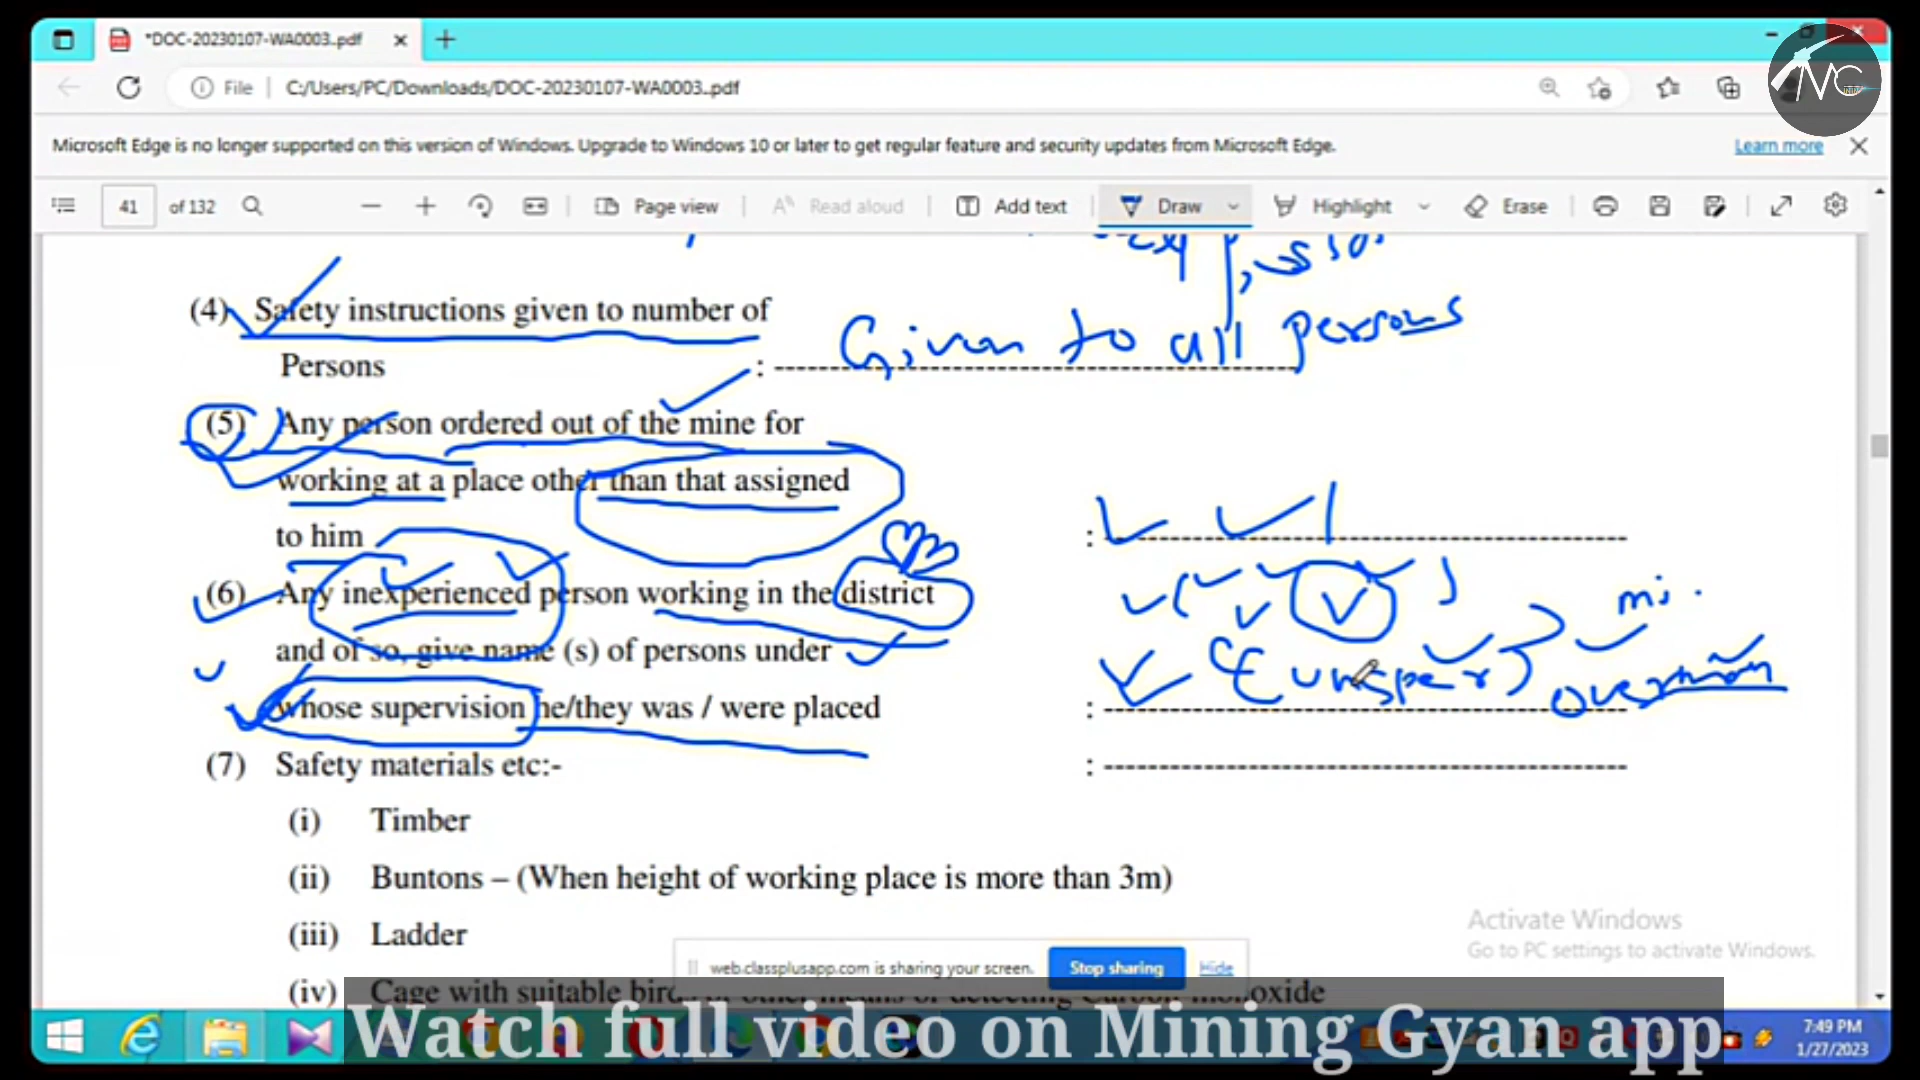 *DOC-20230107-WA0003..pdf
File C:/Users/PC/Downloads/DOC-20230107-WA0003..pdf
Microsoft Edge is no longer supported on this version of Windows. Upgrade to Windows 10 or later to get regular feature and security updates from Microsoft Edge. Learn more
41 of 132 Page view Read aloud Add text Draw Highlight Erase
(4) Safety instructions given to number of
Persons : Given to all persons
(5) Any person ordered out of the mine for
working at a place other than that assigned
to him :
(6) Any inexperienced person working in the district
and of so, give name (s) of persons under
whose supervision he/they was / were placed : overman
(7) Safety materials etc:- :
(i) Timber
(ii) Buntons – (When height of working place is more than 3m)
(iii) Ladder
Activate Windows
Go to PC settings to activate Windows.
web.classplusapp.com is sharing your screen. Stop sharing Hide
(iv) Cage with suitable bird
Watch full video on Mining Gyan app
7:49 PM
1/27/2023